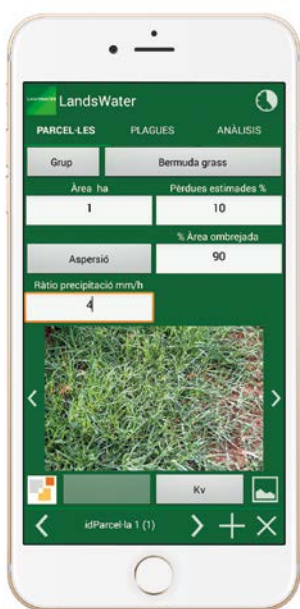 LandsWater
PARCEL·LES PLAGUES ANÀLISIS
Grup Bermuda grass
Àrea ha Pèrdues estimades %
1 10
% Àrea ombrejada
Aspersió 90
Ràtio precipitació mm/h
4
Kv
idParcel·la 1 (1)